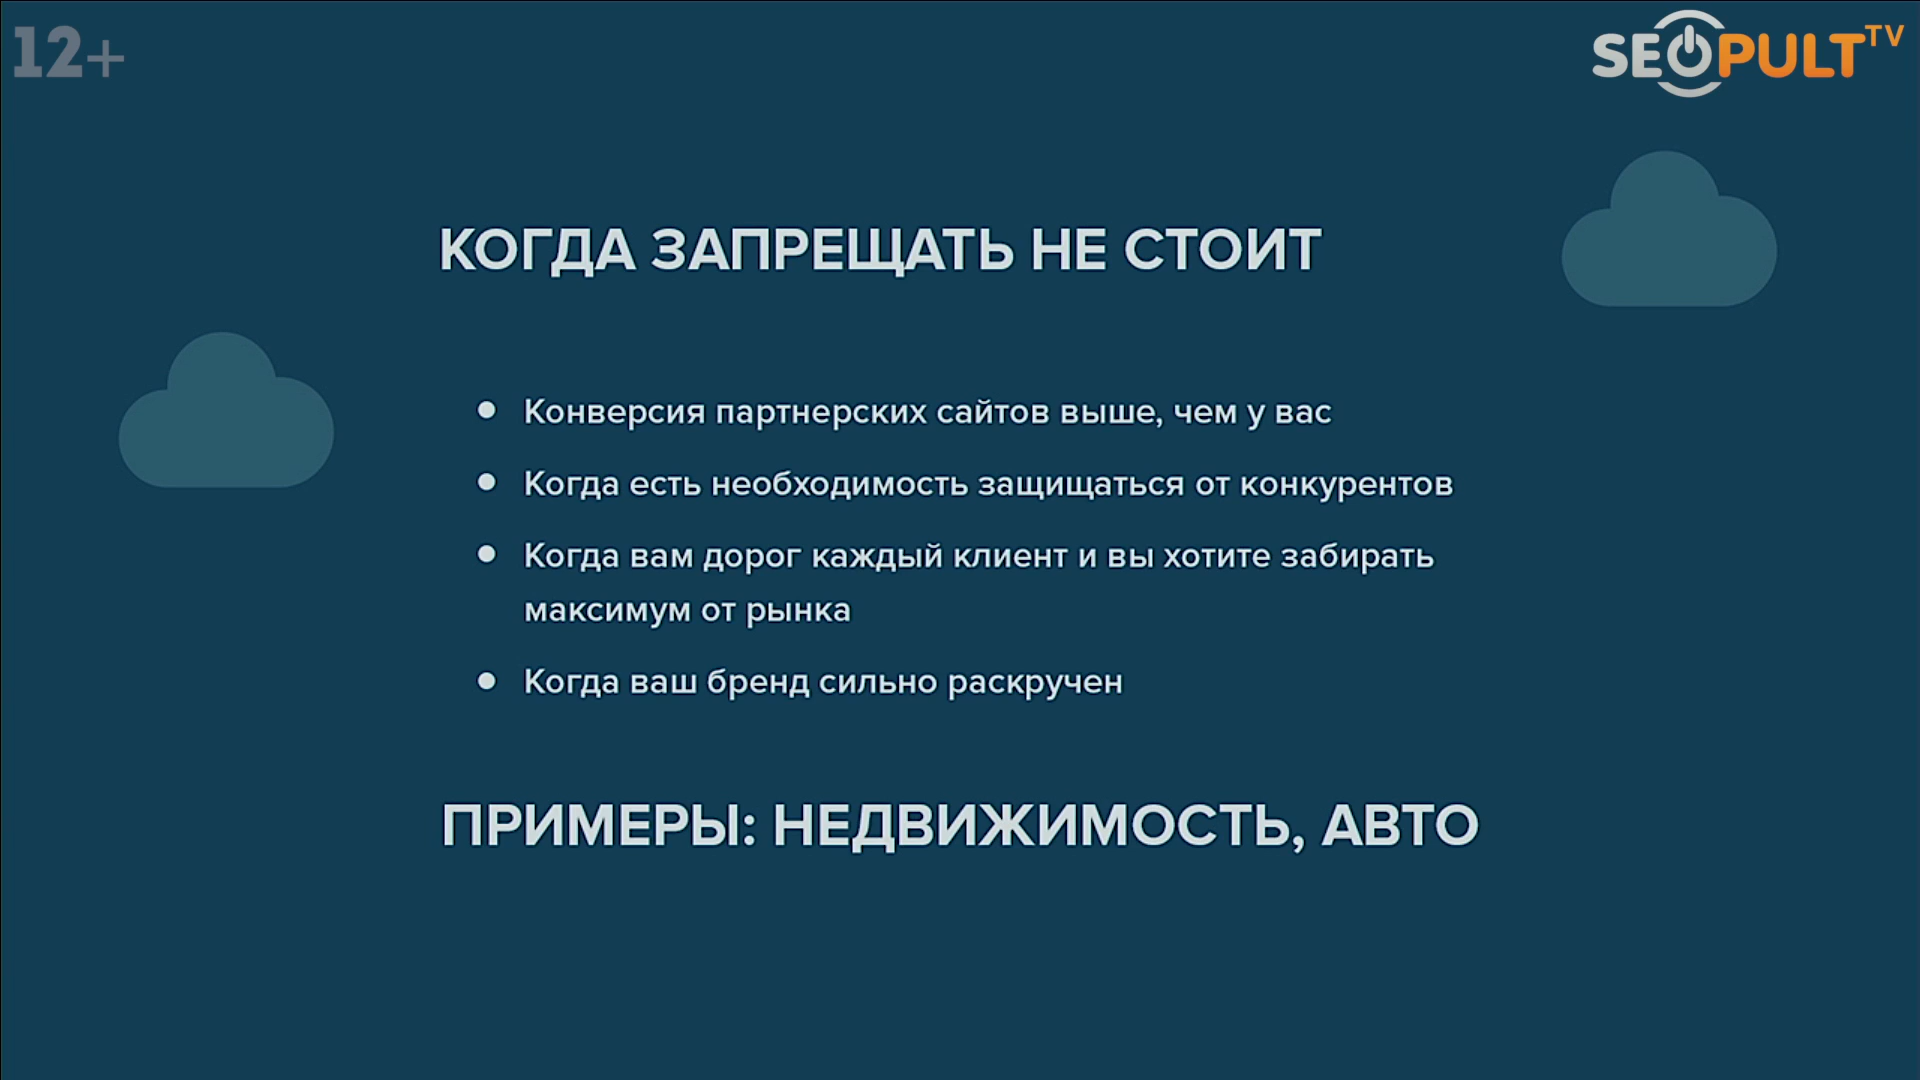 12+
SEOPULT TV
КОГДА ЗАПРЕЩАТЬ НЕ СТОИТ
Конверсия партнерских сайтов выше, чем у вас
Когда есть необходимость защищаться от конкурентов
Когда вам дорог каждый клиент и вы хотите забирать
максимум от рынка
Когда ваш бренд сильно раскручен
ПРИМЕРЫ: НЕДВИЖИМОСТЬ, АВТО